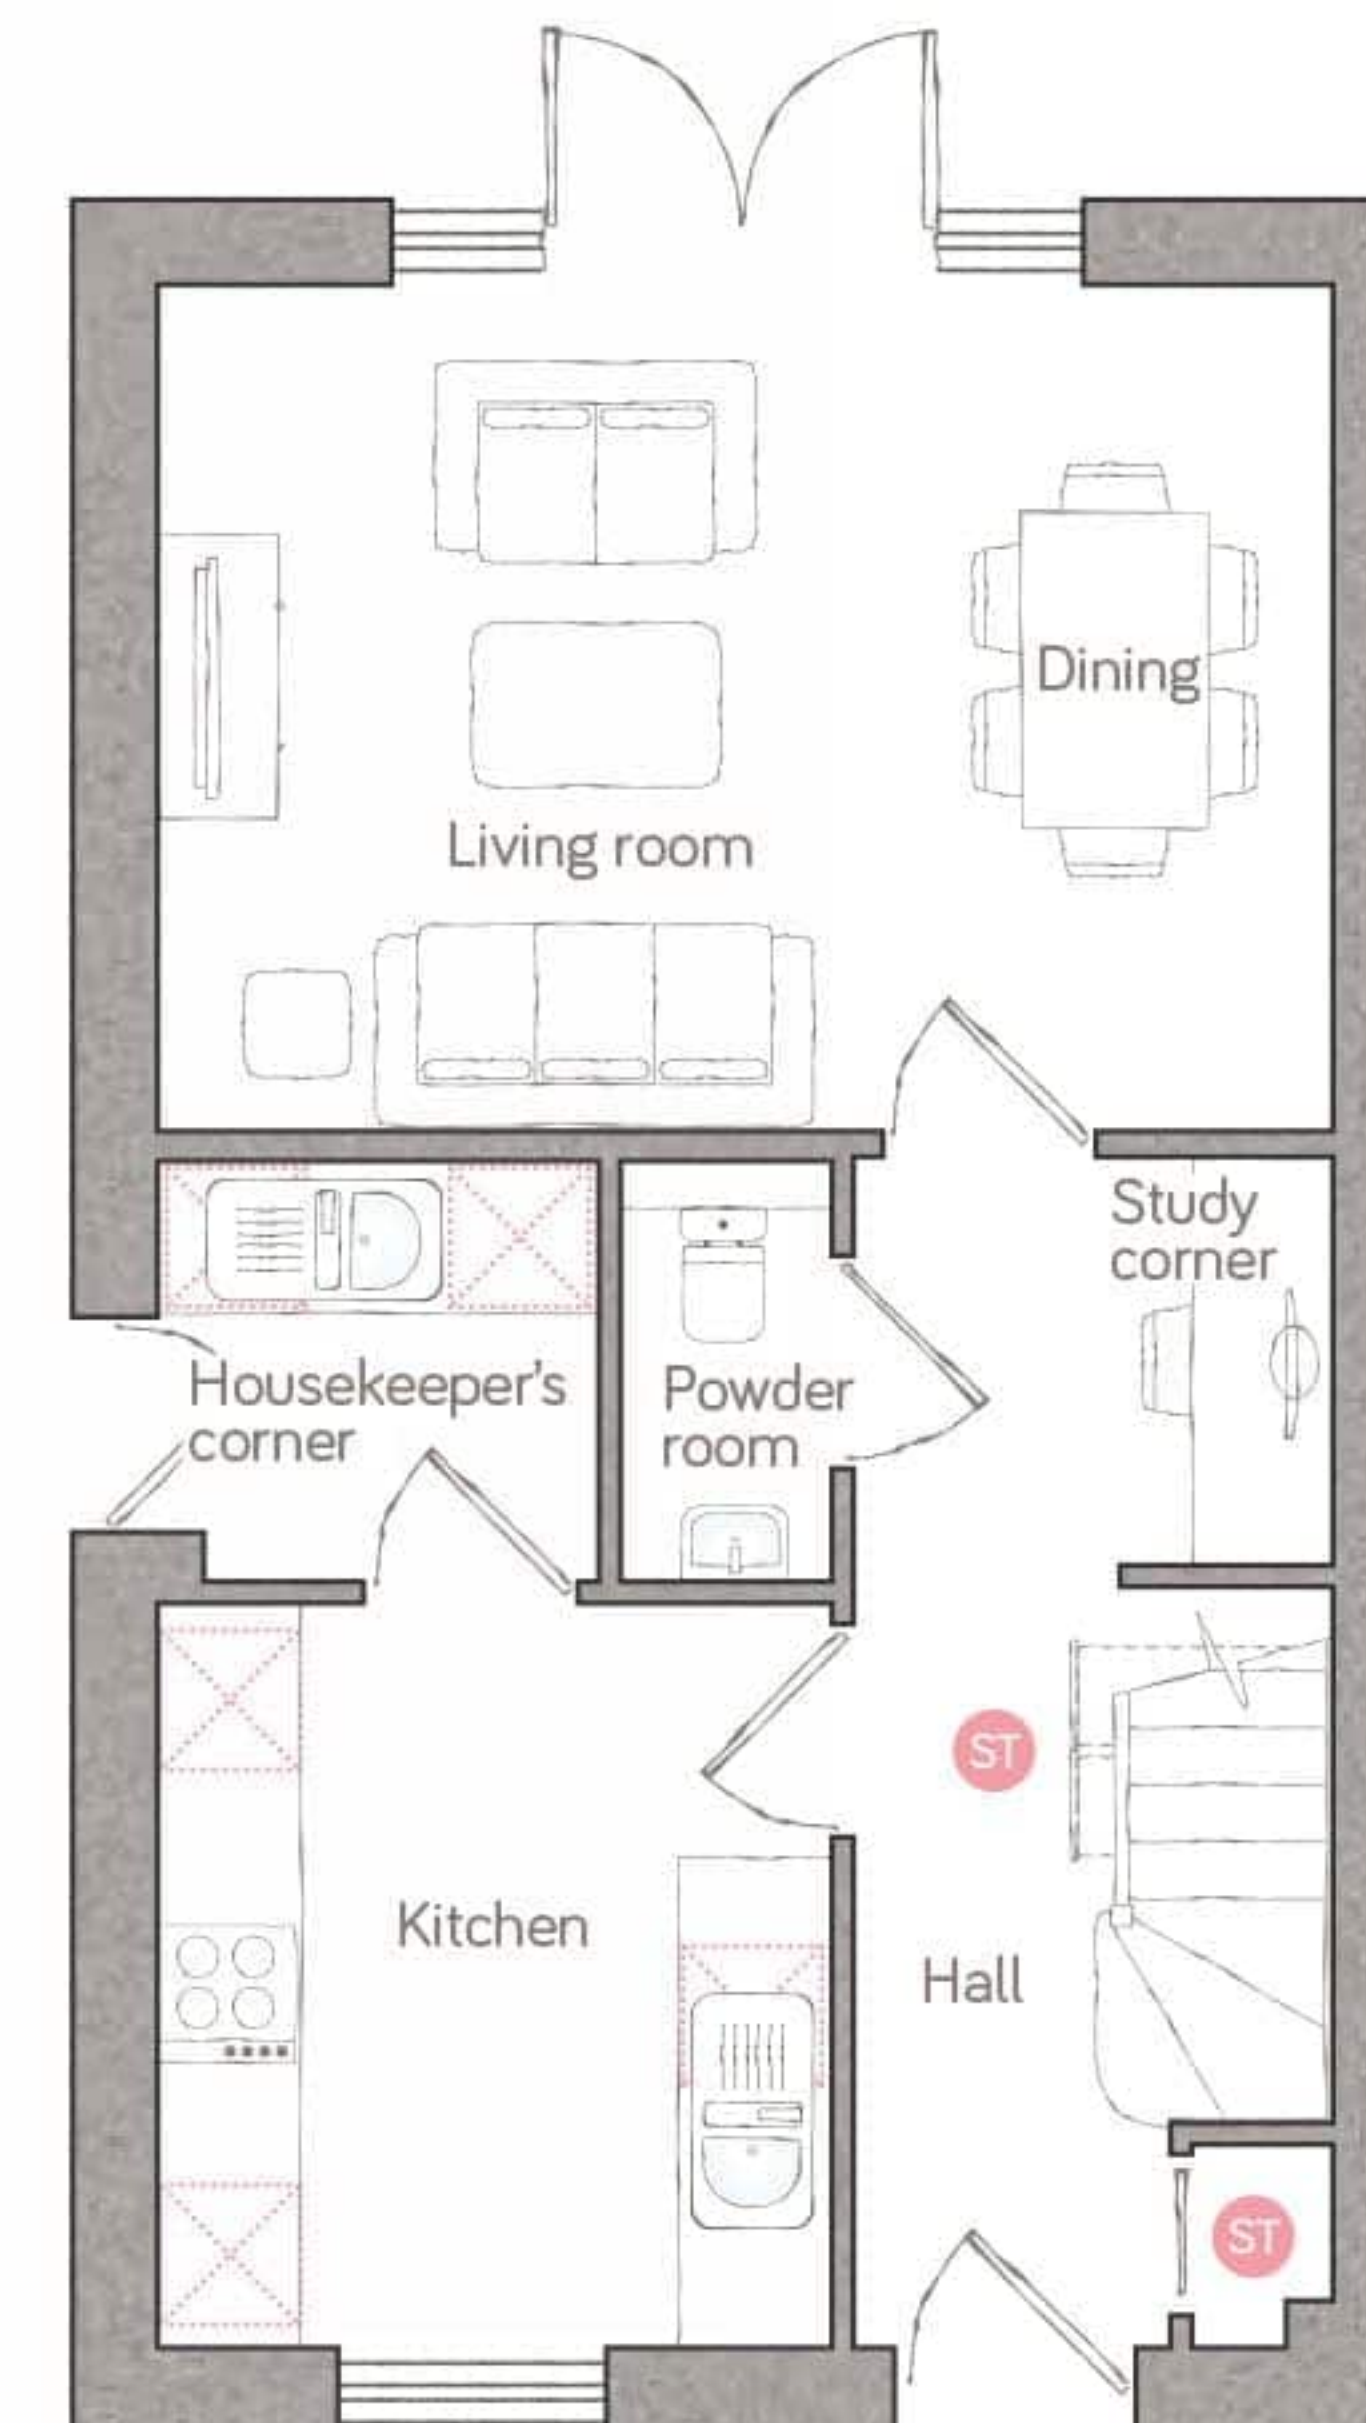 Dining
Living room
Study
corner
Housekeeper's
corner
Powder
room
ST
Kitchen
Hall
ST